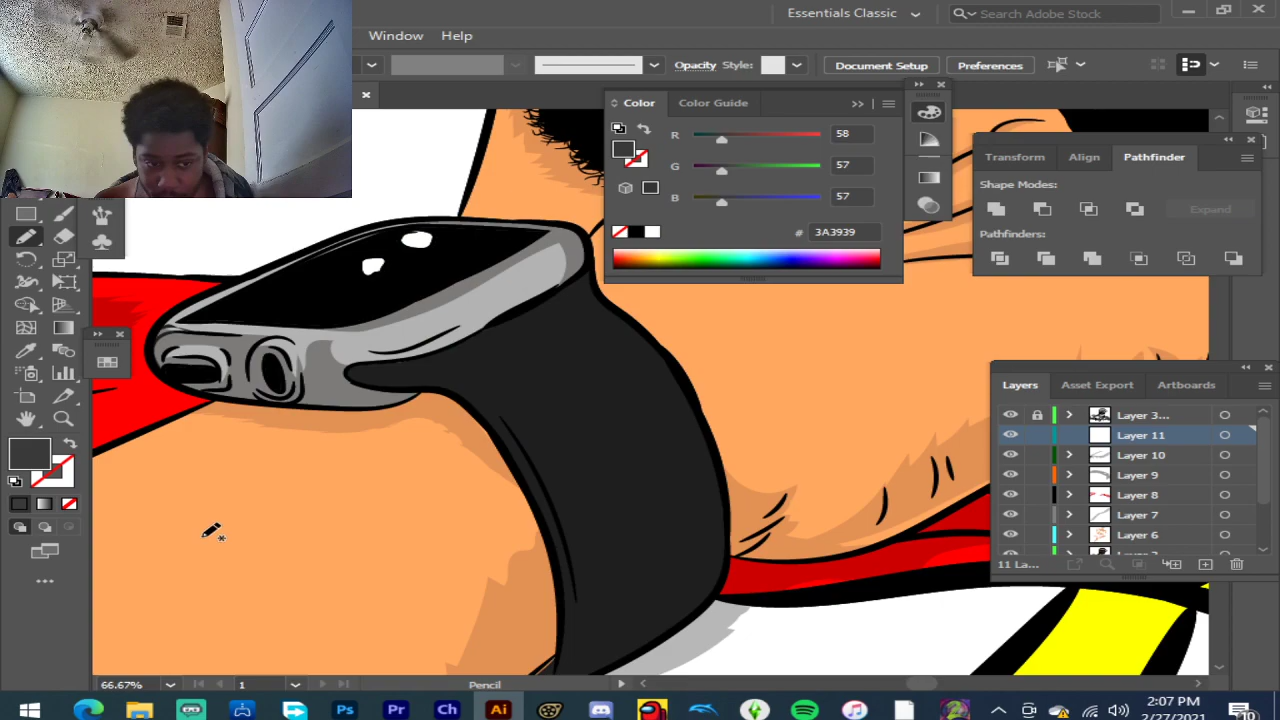 Essentials Classic
Search Adobe Stock
Window Help
Opacity Style: Document Setup Preferences
Color Color Guide
R 58
G 57
B 57
# 3A3939
Transform Align Pathfinder
Shape Modes:
Expand
Pathfinders:
Layers Asset Export Artboards
Layer 3...
Layer 11
Layer 10
Layer 9
Layer 8
Layer 7
Layer 6
11 La...
66.67% 1 Pencil
Ps Pr Ch Ai
2:07 PM
2/27/2021